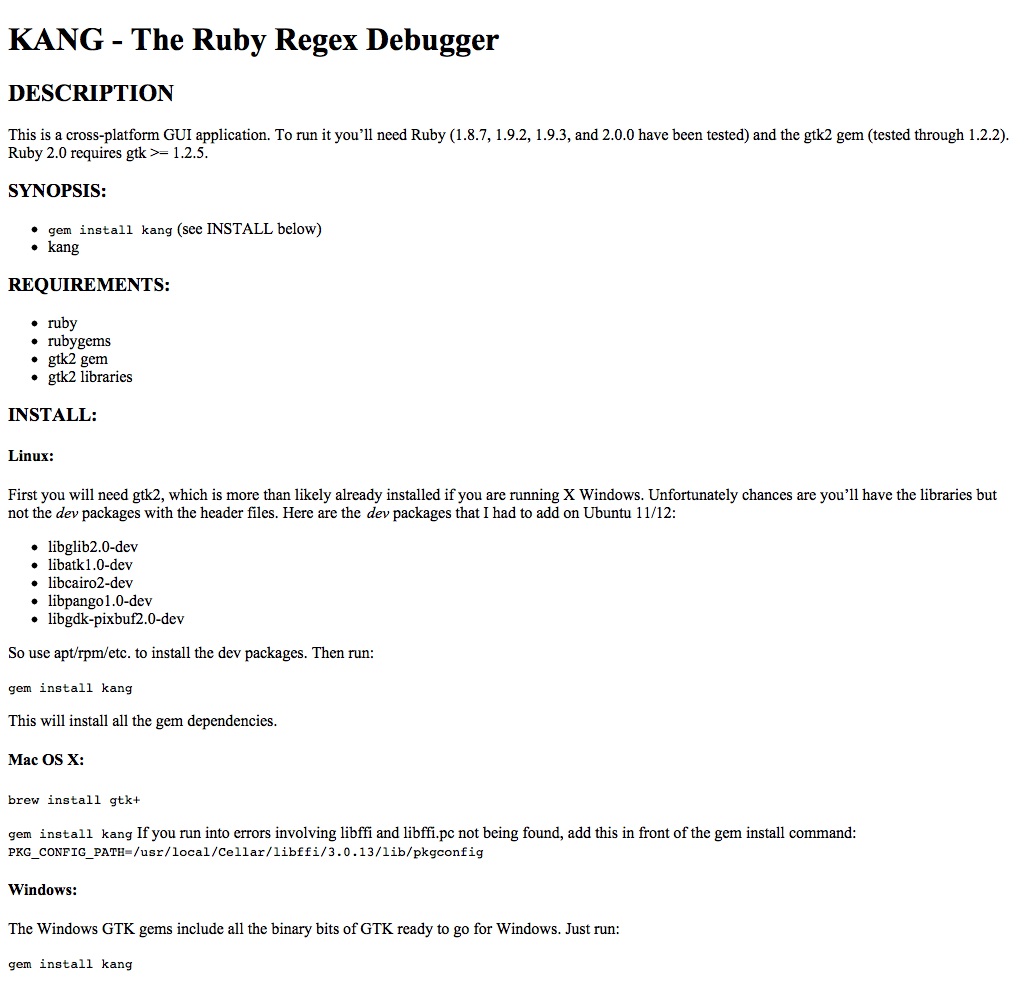 KANG - The Ruby Regex Debugger
DESCRIPTION
This is a cross-platform GUI application. To run it you’ll need Ruby (1.8.7, 1.9.2, 1.9.3, and 2.0.0 have been tested) and the gtk2 gem (tested through 1.2.2).
Ruby 2.0 requires gtk >= 1.2.5.
SYNOPSIS:
• gem install kang (see INSTALL below)
• kang
REQUIREMENTS:
• ruby
• rubygems
• gtk2 gem
• gtk2 libraries
INSTALL:
Linux:
First you will need gtk2, which is more than likely already installed if you are running X Windows. Unfortunately chances are you’ll have the libraries but
not the dev packages with the header files. Here are the dev packages that I had to add on Ubuntu 11/12:
• libglib2.0-dev
• libatk1.0-dev
• libcairo2-dev
• libpango1.0-dev
• libgdk-pixbuf2.0-dev
So use apt/rpm/etc. to install the dev packages. Then run:
gem install kang
This will install all the gem dependencies.
Mac OS X:
brew install gtk+
gem install kang If you run into errors involving libffi and libffi.pc not being found, add this in front of the gem install command:
PKG_CONFIG_PATH=/usr/local/Cellar/libffi/3.0.13/lib/pkgconfig
Windows:
The Windows GTK gems include all the binary bits of GTK ready to go for Windows. Just run:
gem install kang